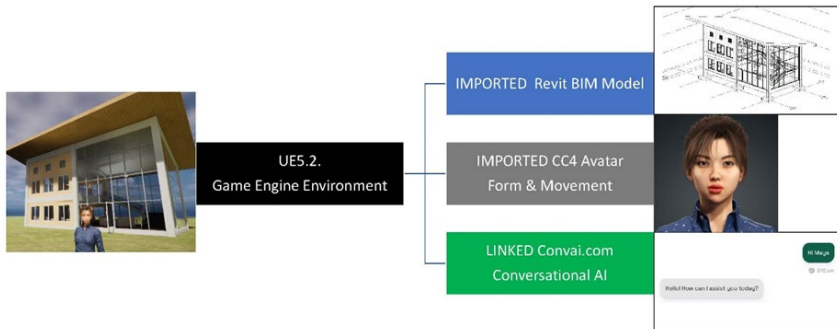 IMPORTED Revit BIM Model
UE5.2.
Game Engine Environment
IMPORTED CC4 Avatar
Form & Movement
LINKED Convai.com
Conversational AI
Hi Maya
Hello! How can I assist you today?